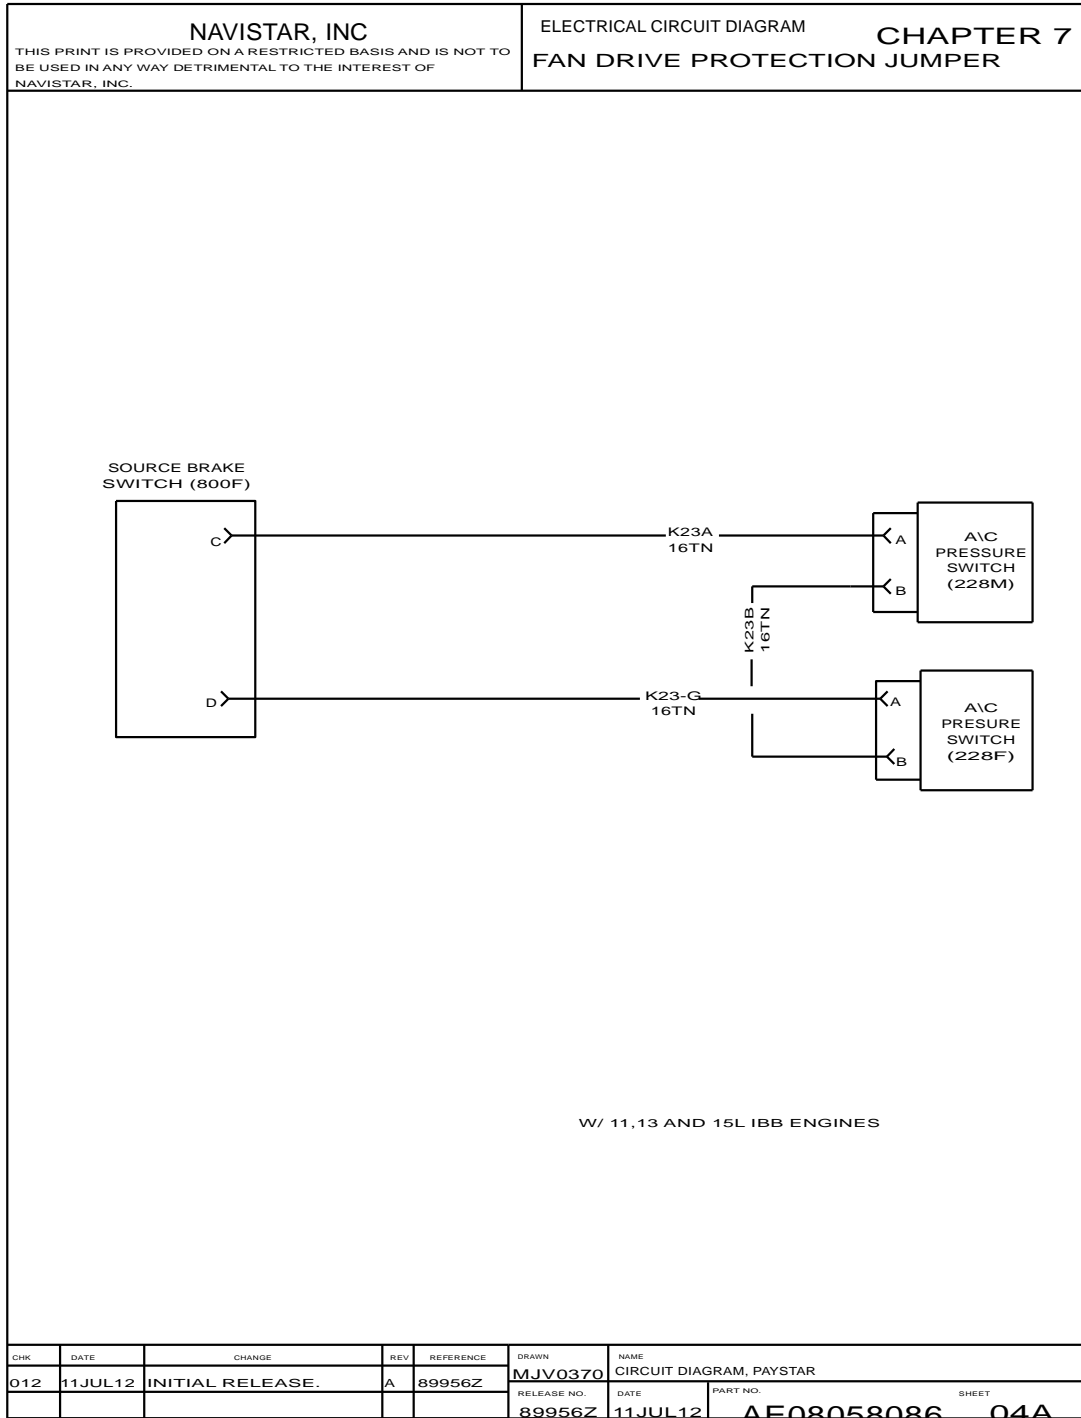 NAVISTAR, INC
THIS PRINT IS PROVIDED ON A RESTRICTED BASIS AND IS NOT TO
BE USED IN ANY WAY DETRIMENTAL TO THE INTEREST OF
NAVISTAR, INC.
ELECTRICAL CIRCUIT DIAGRAM
CHAPTER 7
FAN DRIVE PROTECTION JUMPER
SOURCE BRAKE
SWITCH (800F)
C
K23A
16TN
A
B
A\C
PRESSURE
SWITCH
(228M)
K23B
16TN
D
K23-G
16TN
A
B
A\C
PRESURE
SWITCH
(228F)
W/ 11,13 AND 15L IBB ENGINES
CHK DATE CHANGE REV REFERENCE
012 11JUL12 INITIAL RELEASE. A 89956Z
DRAWN
MJV0370
NAME
CIRCUIT DIAGRAM, PAYSTAR
RELEASE NO.
89956Z
DATE
11JUL12
PART NO.
AE08058086
SHEET
04A